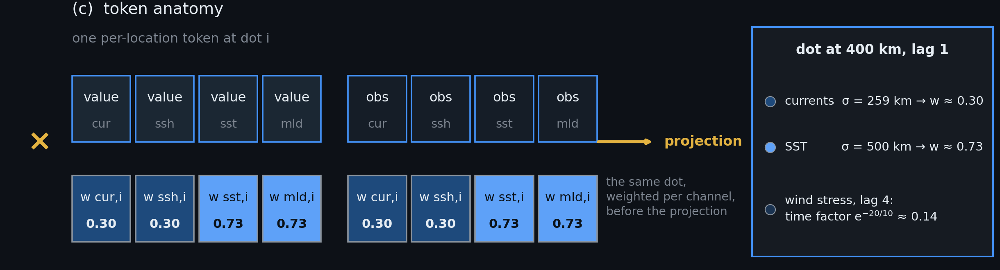 (c) token anatomy
one per-location token at dot i
value value value value obs obs obs obs
cur ssh sst mld cur ssh sst mld
×
projection
w cur,i w ssh,i w sst,i w mld,i w cur,i w ssh,i w sst,i w mld,i
0.30 0.30 0.73 0.73 0.30 0.30 0.73 0.73
the same dot,
weighted per channel,
before the projection
dot at 400 km, lag 1
currents σ = 259 km → w ≈ 0.30
SST σ = 500 km → w ≈ 0.73
wind stress, lag 4:
time factor e⁻²⁰/¹⁰ ≈ 0.14